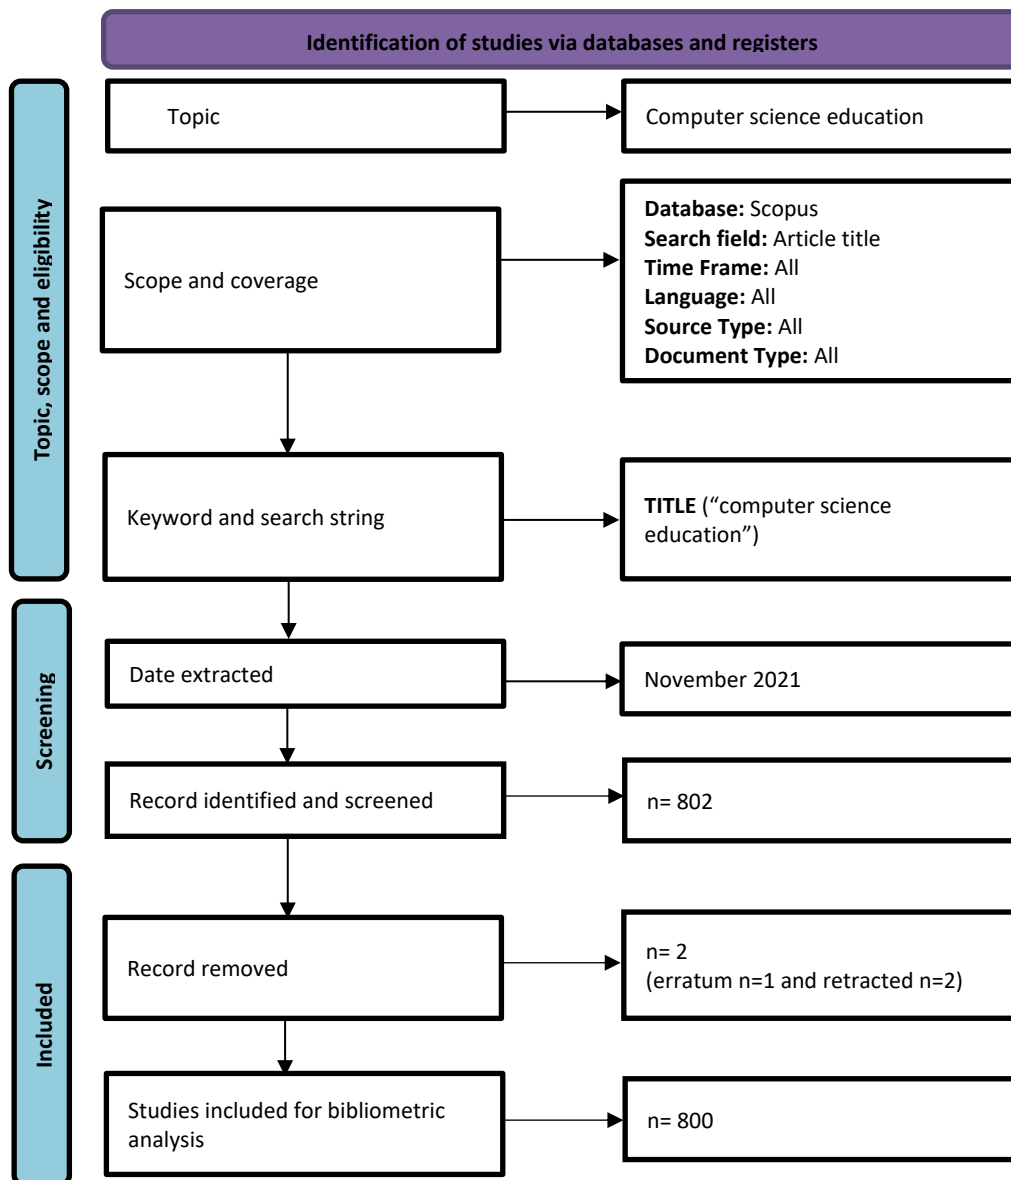 Identification of studies via databases and registers
Topic, scope and eligibility
Topic
Computer science education
Scope and coverage
Database: Scopus
Search field: Article title
Time Frame: All
Language: All
Source Type: All
Document Type: All
Keyword and search string
TITLE (“computer science
education”)
Screening
Date extracted
November 2021
Record identified and screened
n= 802
Included
Record removed
n= 2
(erratum n=1 and retracted n=2)
Studies included for bibliometric
analysis
n= 800